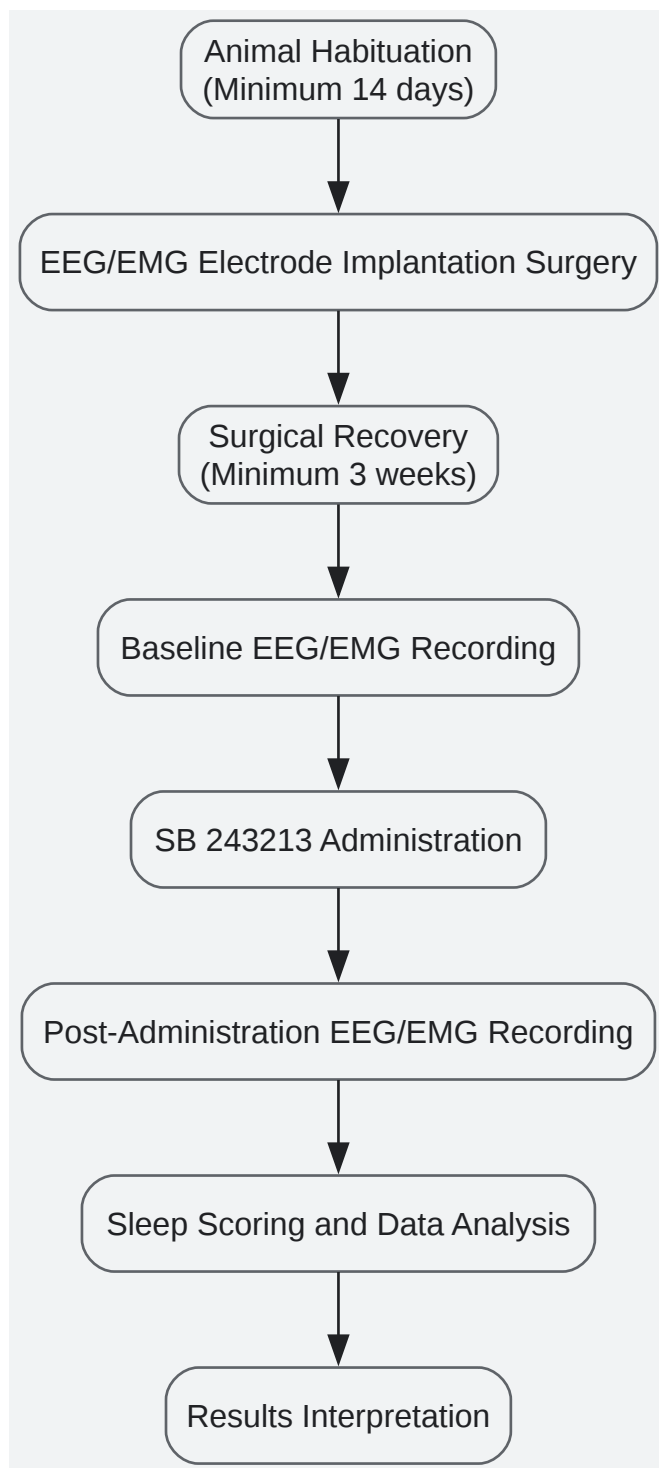 Animal Habituation
(Minimum 14 days)
EEG/EMG Electrode Implantation Surgery
Surgical Recovery
(Minimum 3 weeks)
Baseline EEG/EMG Recording
SB 243213 Administration
Post-Administration EEG/EMG Recording
Sleep Scoring and Data Analysis
Results Interpretation